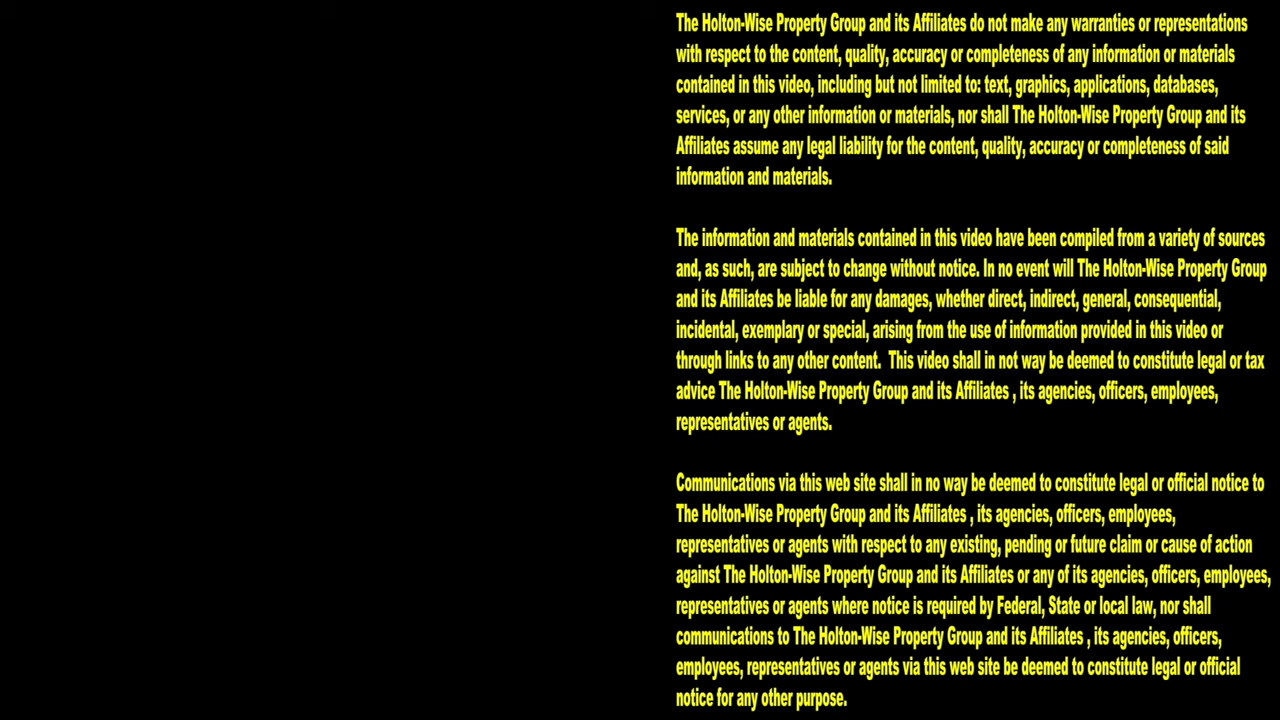 The Holton-Wise Property Group and its Affiliates do not make any warranties or representations
with respect to the content, quality, accuracy or completeness of any information or materials
contained in this video, including but not limited to: text, graphics, applications, databases,
services, or any other information or materials, nor shall The Holton-Wise Property Group and its
Affiliates assume any legal liability for the content, quality, accuracy or completeness of said
information and materials.
The information and materials contained in this video have been compiled from a variety of sources
and, as such, are subject to change without notice. In no event will The Holton-Wise Property Group
and its Affiliates be liable for any damages, whether direct, indirect, general, consequential,
incidental, exemplary or special, arising from the use of information provided in this video or
through links to any other content.  This video shall in not way be deemed to constitute legal or tax
advice The Holton-Wise Property Group and its Affiliates , its agencies, officers, employees,
representatives or agents.
Communications via this web site shall in no way be deemed to constitute legal or official notice to
The Holton-Wise Property Group and its Affiliates , its agencies, officers, employees,
representatives or agents with respect to any existing, pending or future claim or cause of action
against The Holton-Wise Property Group and its Affiliates or any of its agencies, officers, employees,
representatives or agents where notice is required by Federal, State or local law, nor shall
communications to The Holton-Wise Property Group and its Affiliates , its agencies, officers,
employees, representatives or agents via this web site be deemed to constitute legal or official
notice for any other purpose.